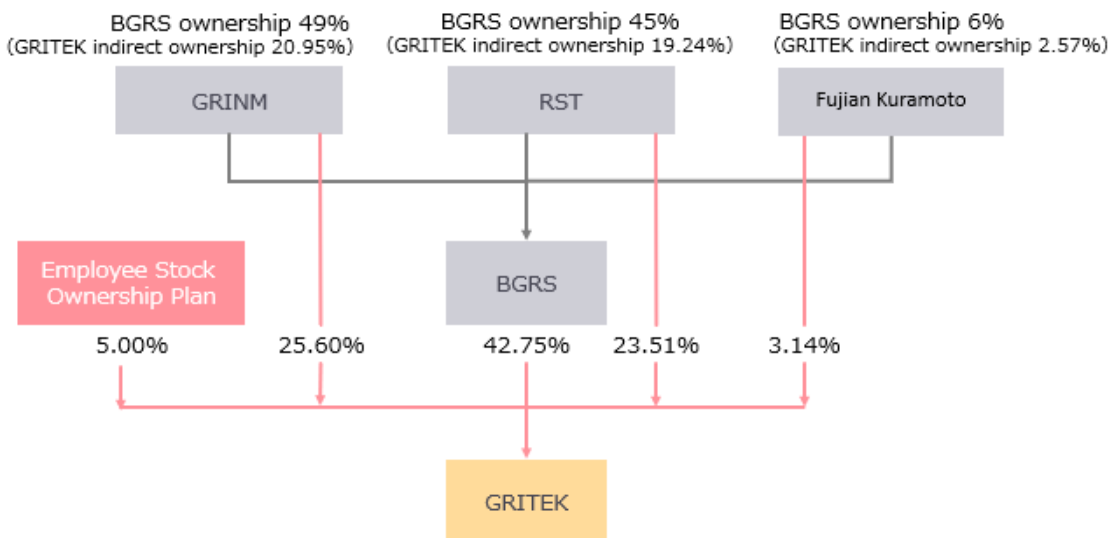 BGRS ownership 49%
(GRITEK indirect ownership 20.95%)
BGRS ownership 45%
(GRITEK indirect ownership 19.24%)
BGRS ownership 6%
(GRITEK indirect ownership 2.57%)
GRINM
RST
Fujian Kuramoto
Employee Stock
Ownership Plan
BGRS
5.00%
25.60%
42.75%
23.51%
3.14%
GRITEK